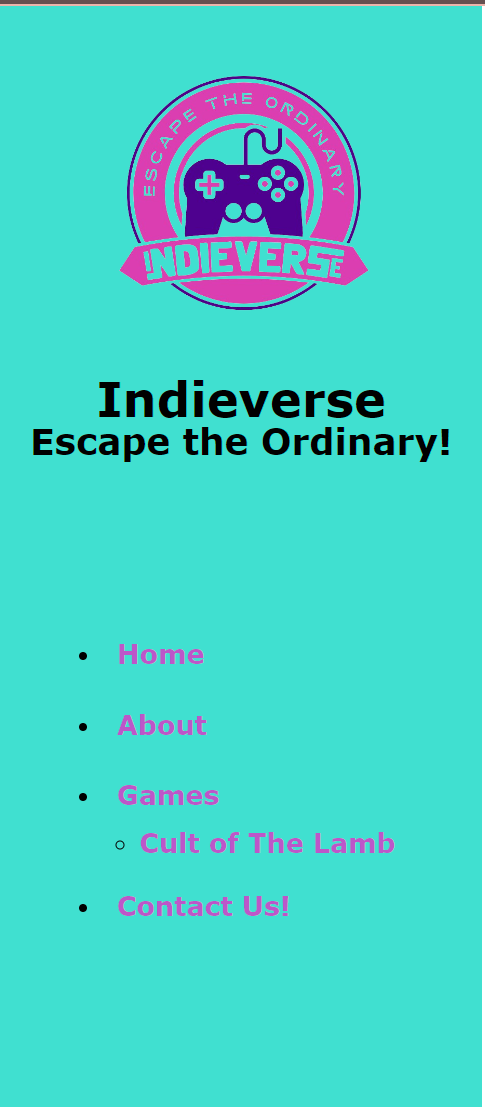 ESCAPE THE ORDINARY
INDIEVERSE
Indieverse
Escape the Ordinary!
Home
About
Games
Cult of The Lamb
Contact Us!